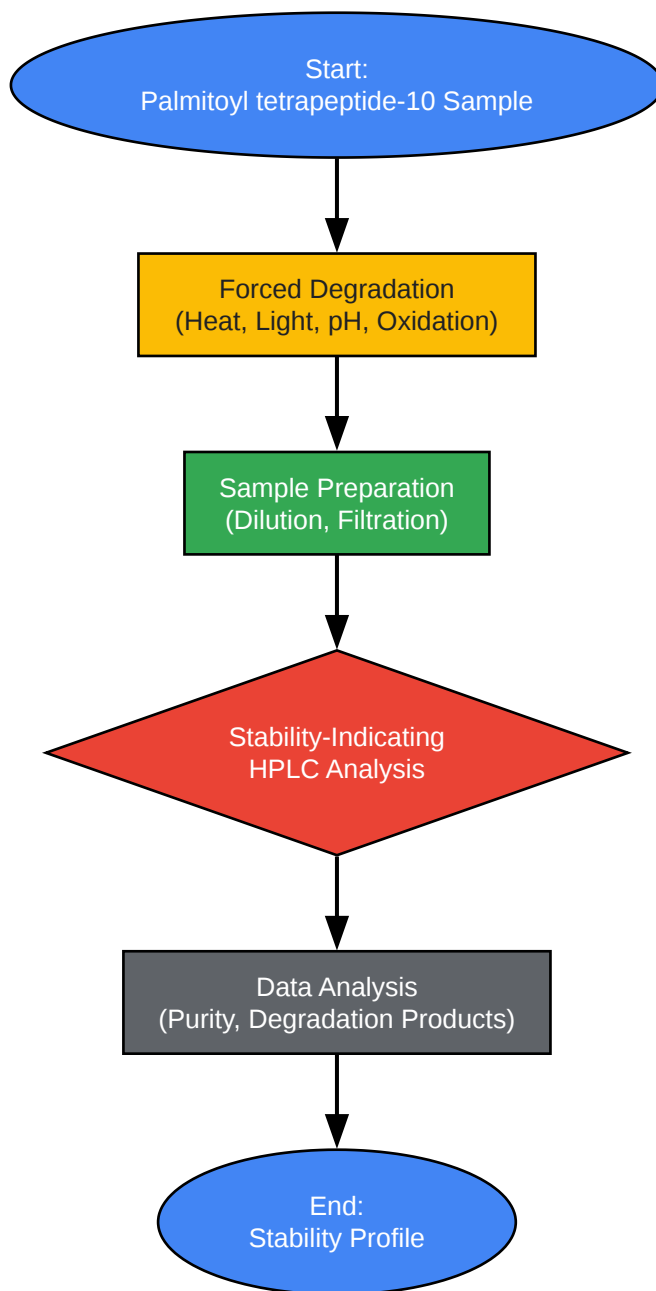 Start:
Palmitoyl tetrapeptide-10 Sample
Forced Degradation
(Heat, Light, pH, Oxidation)
Sample Preparation
(Dilution, Filtration)
Stability-Indicating
HPLC Analysis
Data Analysis
(Purity, Degradation Products)
End:
Stability Profile